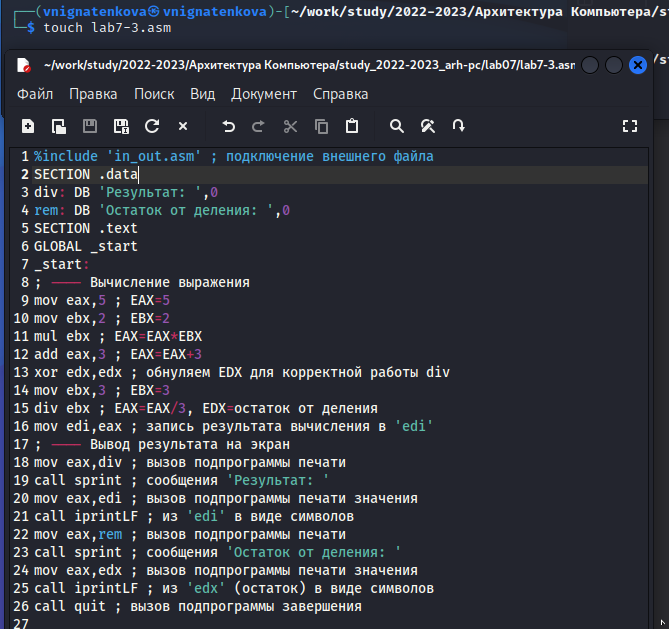 ┌──(vnignatenkova㉿vnignatenkova)-[~/work/study/2022-2023/Архитектура Компьютера/st
└─$ touch lab7-3.asm
~/work/study/2022-2023/Архитектура Компьютера/study_2022-2023_arh-pc/lab07/lab7-3.asm
Файл Правка Поиск Вид Документ Справка
1 %include 'in_out.asm' ; подключение внешнего файла
2 SECTION .data
3 div: DB 'Результат: ',0
4 rem: DB 'Остаток от деления: ',0
5 SECTION .text
6 GLOBAL _start
7 _start:
8 ; ---- Вычисление выражения
9 mov eax,5 ; EAX=5
10 mov ebx,2 ; EBX=2
11 mul ebx ; EAX=EAX*EBX
12 add eax,3 ; EAX=EAX+3
13 xor edx,edx ; обнуляем EDX для корректной работы div
14 mov ebx,3 ; EBX=3
15 div ebx ; EAX=EAX/3, EDX=остаток от деления
16 mov edi,eax ; запись результата вычисления в 'edi'
17 ; ---- Вывод результата на экран
18 mov eax,div ; вызов подпрограммы печати
19 call sprint ; сообщения 'Результат: '
20 mov eax,edi ; вызов подпрограммы печати значения
21 call iprintLF ; из 'edi' в виде символов
22 mov eax,rem ; вызов подпрограммы печати
23 call sprint ; сообщения 'Остаток от деления: '
24 mov eax,edx ; вызов подпрограммы печати значения
25 call iprintLF ; из 'edx' (остаток) в виде символов
26 call quit ; вызов подпрограммы завершения
27